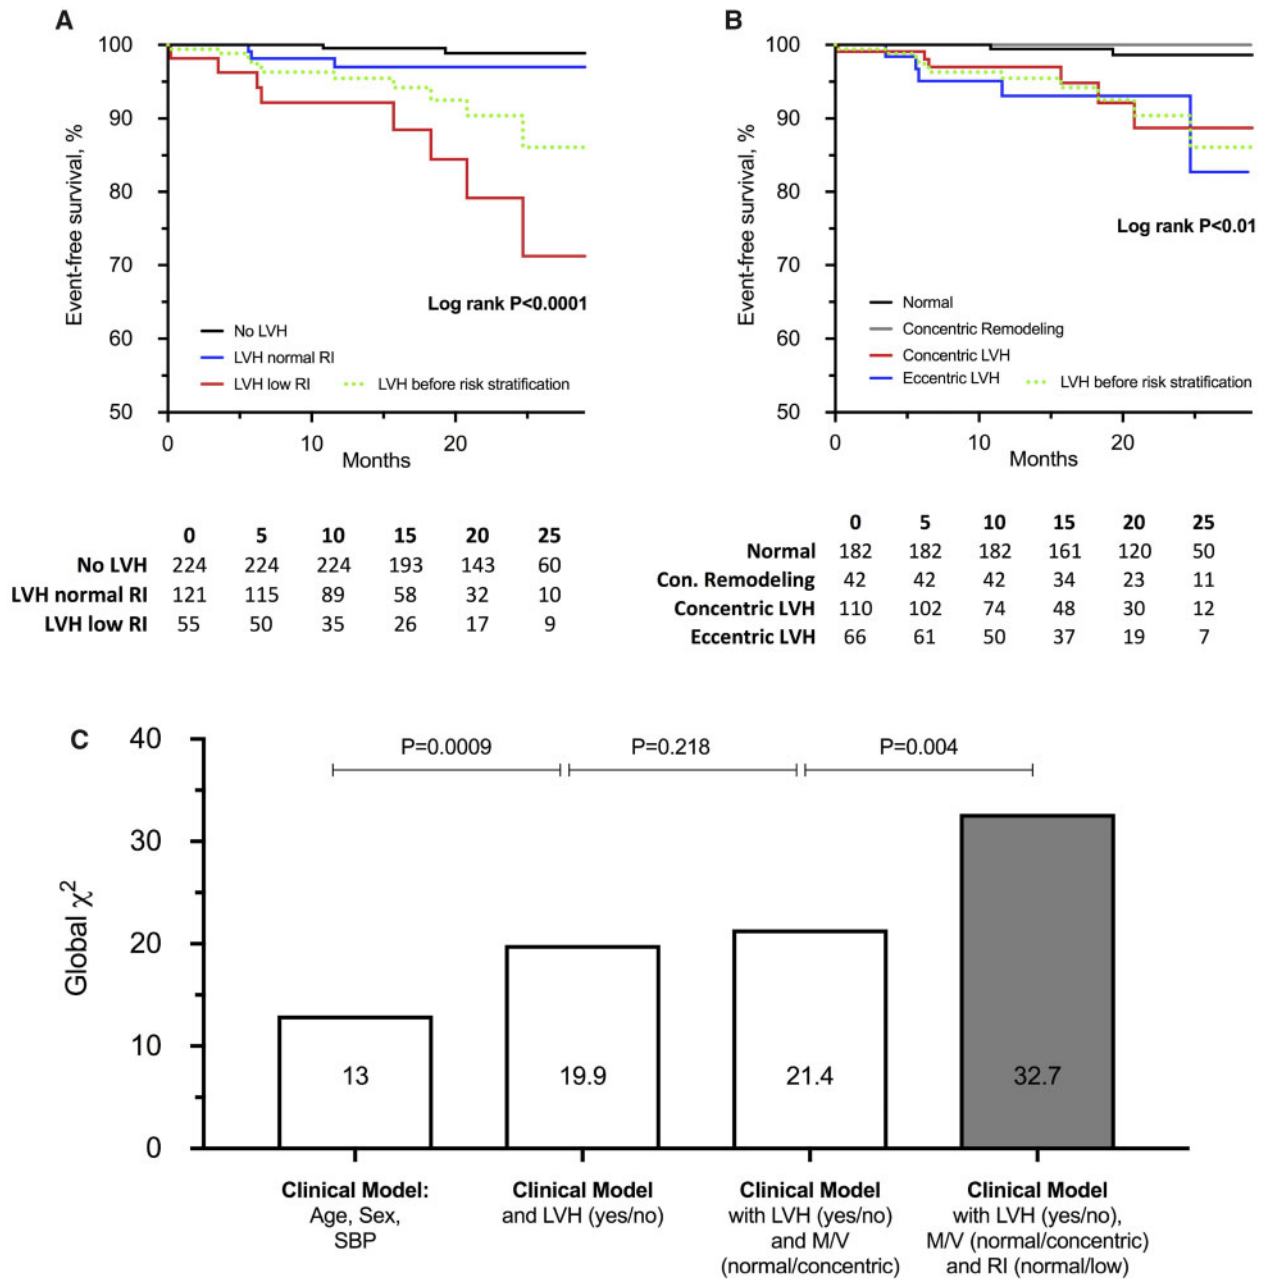 A
100
90
80
70
60
50
Event-free survival, %
Log rank P<0.0001
No LVH
LVH normal RI
LVH low RI
LVH before risk stratification
0 10 20
Months
0 5 10 15 20 25
No LVH 224 224 224 193 143 60
LVH normal RI 121 115 89 58 32 10
LVH low RI 55 50 35 26 17 9
B
100
90
80
70
60
50
Event-free survival, %
Log rank P<0.01
Normal
Concentric Remodeling
Concentric LVH
Eccentric LVH
LVH before risk stratification
0 10 20
Months
0 5 10 15 20 25
Normal 182 182 182 161 120 50
Con. Remodeling 42 42 42 34 23 11
Concentric LVH 110 102 74 48 30 12
Eccentric LVH 66 61 50 37 19 7
C
40
30
20
10
0
Global χ²
P=0.0009 P=0.218 P=0.004
13 19.9 21.4 32.7
Clinical Model:
Age, Sex,
SBP
Clinical Model
and LVH (yes/no)
Clinical Model
with LVH (yes/no)
and M/V
(normal/concentric)
Clinical Model
with LVH (yes/no),
M/V (normal/concentric)
and RI (normal/low)